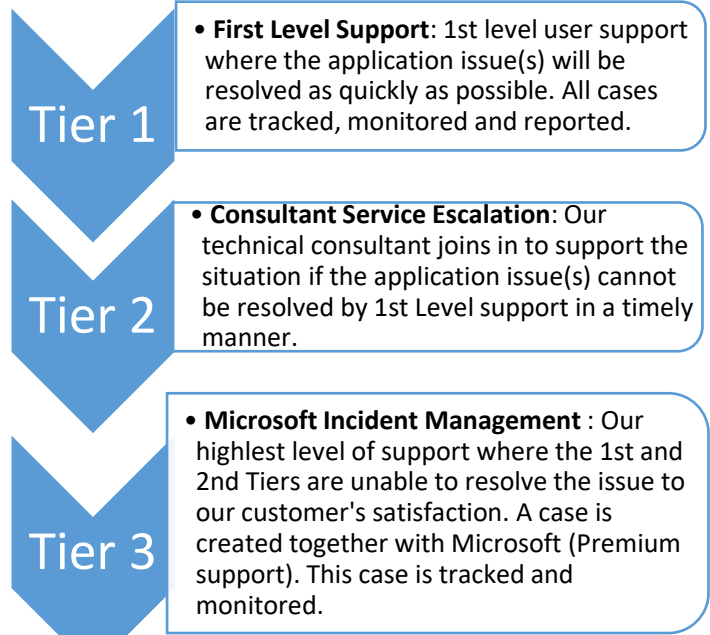 Tier 1
• First Level Support: 1st level user support
where the application issue(s) will be
resolved as quickly as possible. All cases
are tracked, monitored and reported.
Tier 2
• Consultant Service Escalation: Our
technical consultant joins in to support the
situation if the application issue(s) cannot
be resolved by 1st Level support in a timely
manner.
Tier 3
• Microsoft Incident Management : Our
highest level of support where the 1st and
2nd Tiers are unable to resolve the issue to
our customer's satisfaction. A case is
created together with Microsoft (Premium
support). This case is tracked and
monitored.